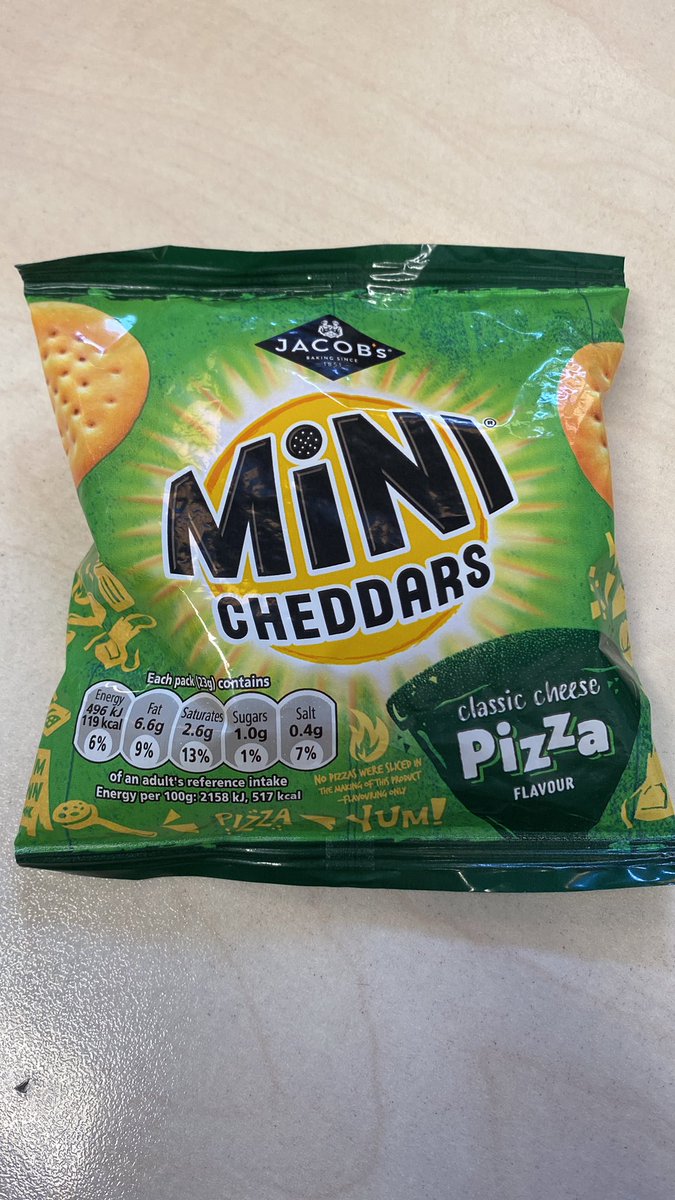 JACOB'S
BAKING SINCE
1851
MiNI®
CHEDDARS
classic cheese
Pizza
FLAVOUR
Each pack (23g) contains
Energy
496 kJ
119 kcal
6%
Fat
6.6g
9%
Saturates
2.6g
13%
Sugars
1.0g
1%
Salt
0.4g
7%
of an adult's reference intake
Energy per 100g: 2158 kJ, 517 kcal
NO PIZZAS WERE SLICED IN
THE MAKING OF THIS PRODUCT
–FLAVOURING ONLY
PIZZA
YUM!